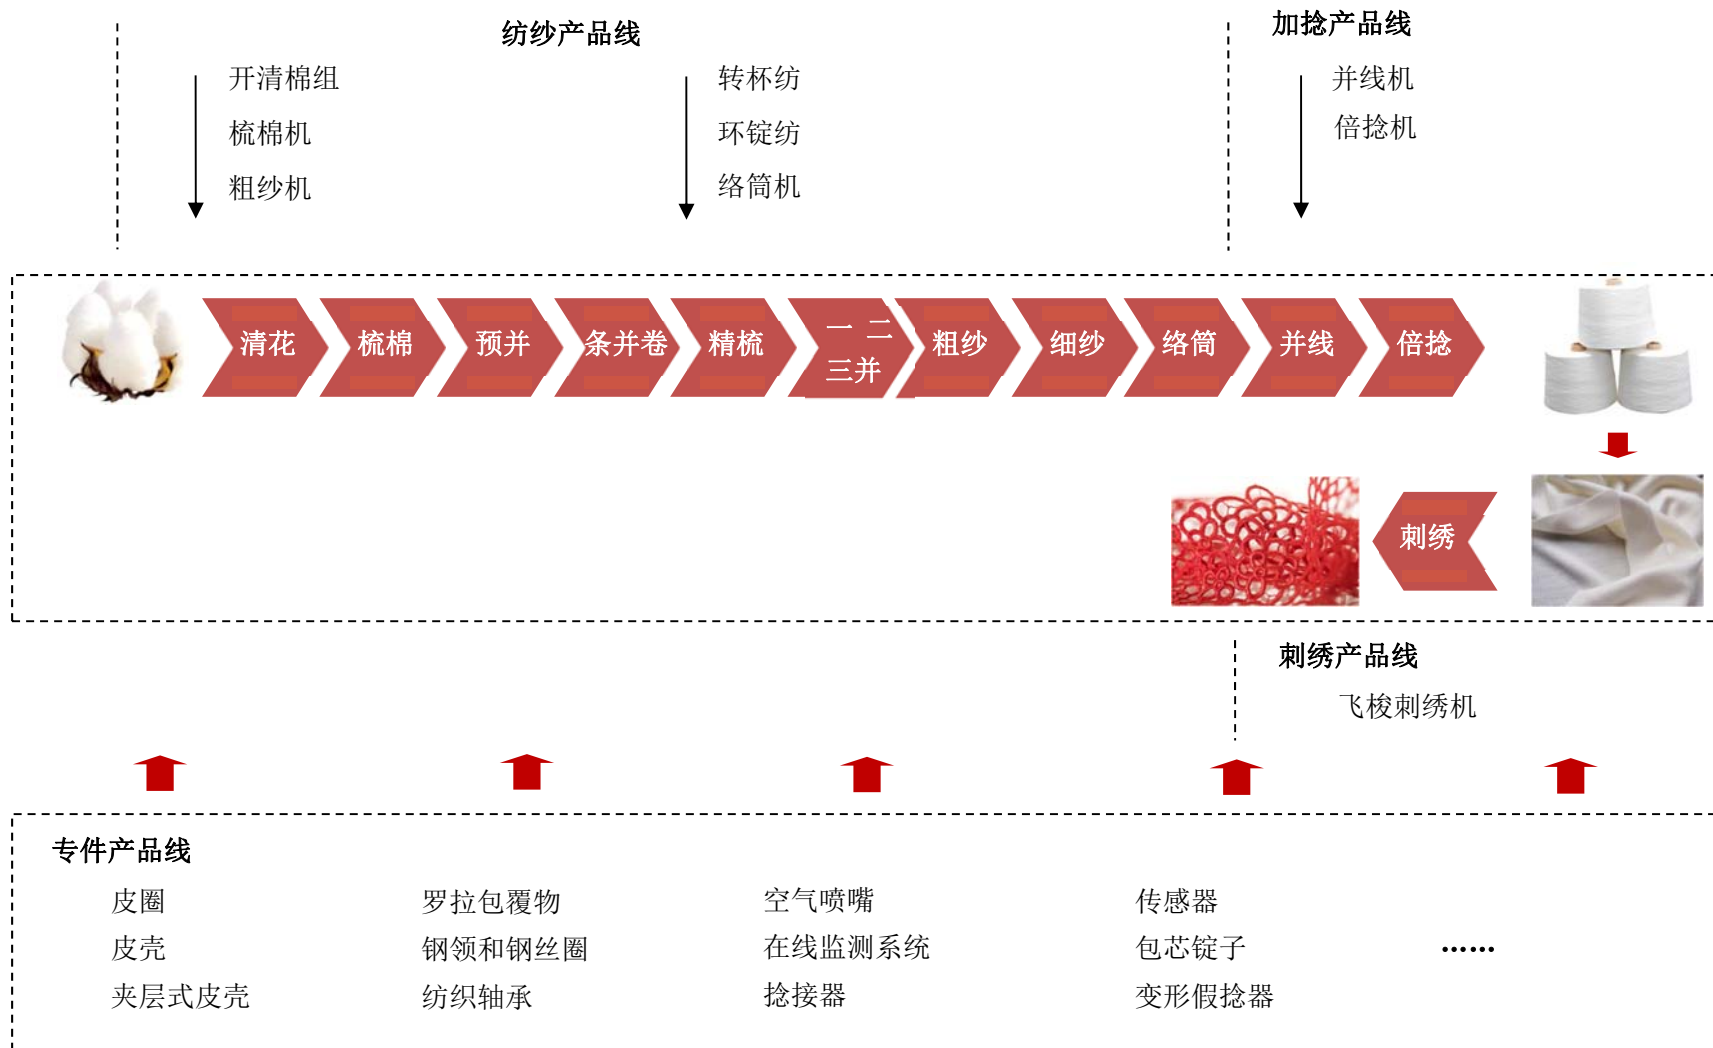 纺纱产品线
加捻产品线
开清棉组
梳棉机
粗纱机
转杯纺
环锭纺
络筒机
并线机
倍捻机
清花
梳棉
预并
条并卷
精梳
一 二
三并
粗纱
细纱
络筒
并线
倍捻
刺绣
刺绣产品线
飞梭刺绣机
专件产品线
皮圈
皮壳
夹层式皮壳
罗拉包覆物
钢领和钢丝圈
纺织轴承
空气喷嘴
在线监测系统
捻接器
传感器
包芯锭子
变形假捻器
……